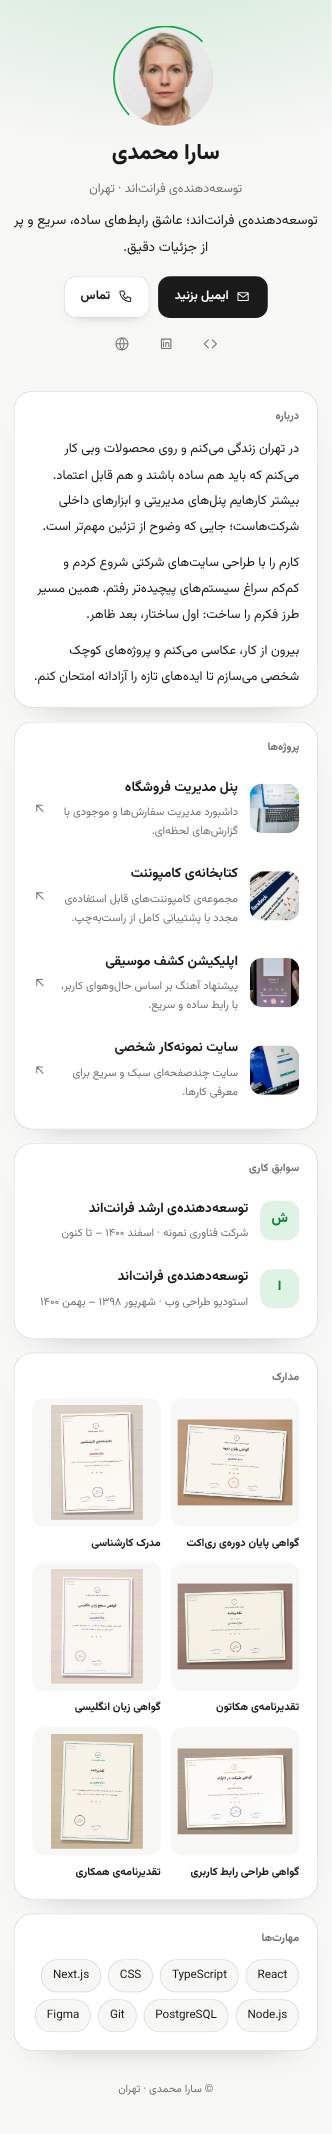 سارا محمدی
توسعه‌دهنده‌ی فرانت‌اند · تهران
توسعه‌دهنده‌ی فرانت‌اند؛ عاشق رابط‌های ساده، سریع و پر
از جزئیات دقیق.
ایمیل بزنید
تماس
درباره
در تهران زندگی می‌کنم و روی محصولات وبی کار
می‌کنم که باید هم ساده باشند و هم قابل اعتماد.
بیشتر کارهایم پنل‌های مدیریتی و ابزارهای داخلی
شرکت‌هاست؛ جایی که وضوح از تزئین مهم‌تر است.
کارم را با طراحی سایت‌های شرکتی شروع کردم و
کم‌کم سراغ سیستم‌های پیچیده‌تر رفتم. همین مسیر
طرز فکرم را ساخت: اول ساختار، بعد ظاهر.
بیرون از کار، عکاسی می‌کنم و پروژه‌های کوچک
شخصی می‌سازم تا ایده‌های تازه را آزادانه امتحان کنم.
پروژه‌ها
پنل مدیریت فروشگاه
داشبورد مدیریت سفارش‌ها و موجودی با
گزارش‌های لحظه‌ای.
کتابخانه‌ی کامپوننت
مجموعه‌ی کامپوننت‌های قابل استفاده‌ی
مجدد با پشتیبانی کامل از راست‌به‌چپ.
اپلیکیشن کشف موسیقی
پیشنهاد آهنگ بر اساس حال‌وهوای کاربر،
با رابط ساده و سریع.
سایت نمونه‌کار شخصی
سایت چندصفحه‌ای سبک و سریع برای
معرفی کارها.
سوابق کاری
ش
توسعه‌دهنده‌ی ارشد فرانت‌اند
شرکت فناوری نمونه · اسفند ۱۴۰۰ – تا کنون
ا
توسعه‌دهنده‌ی فرانت‌اند
استودیو طراحی وب · شهریور ۱۳۹۸ – بهمن ۱۴۰۰
مدارک
گواهی پایان دوره‌ی ری‌اکت
مدرک کارشناسی
تقدیرنامه‌ی هکاتون
گواهی زبان انگلیسی
گواهی طراحی رابط کاربری
تقدیرنامه‌ی همکاری
مهارت‌ها
React TypeScript CSS Next.js
Node.js PostgreSQL Git Figma
© سارا محمدی · تهران